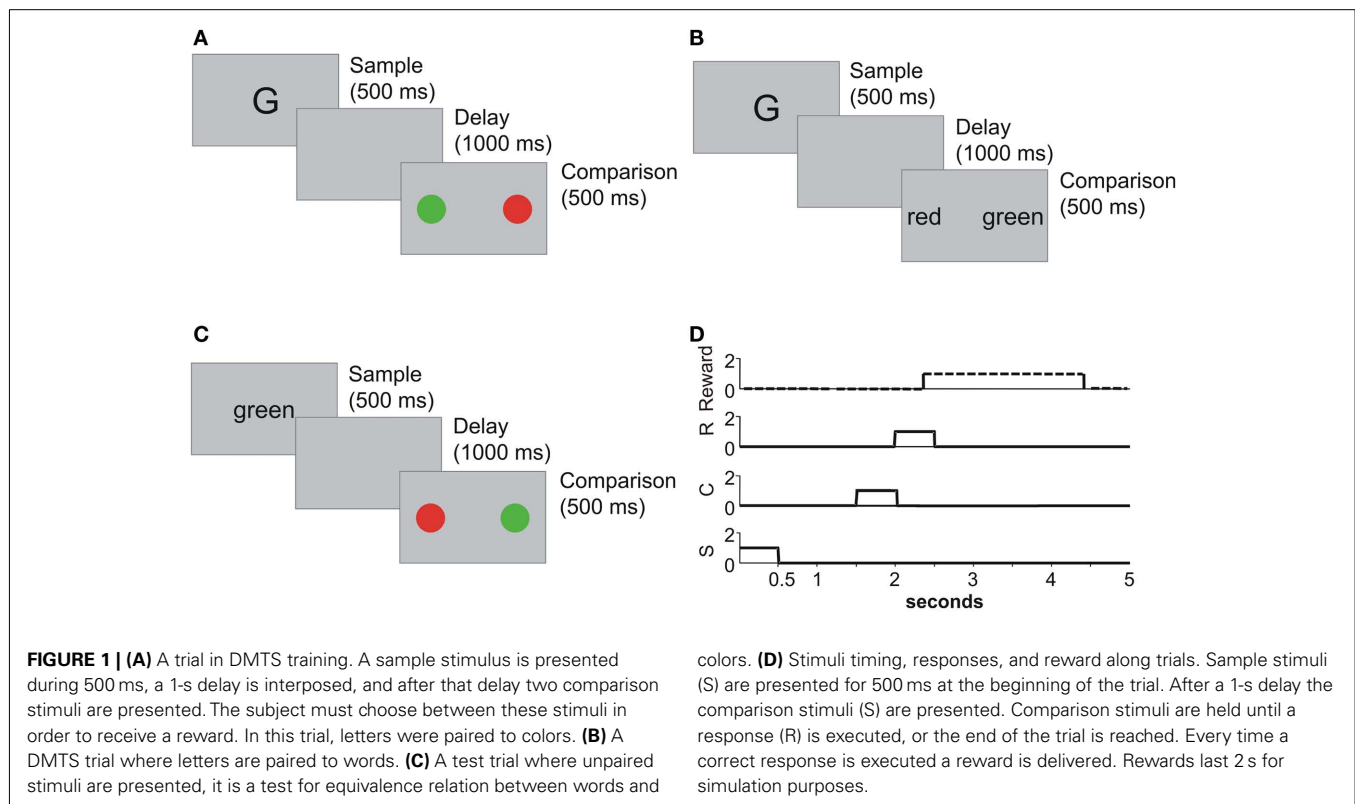 A
G
Sample
(500 ms)
Delay
(1000 ms)
Comparison
(500 ms)
B
G
Sample
(500 ms)
Delay
(1000 ms)
red green
Comparison
(500 ms)
C
green
Sample
(500 ms)
Delay
(1000 ms)
Comparison
(500 ms)
D
Reward
2
0
R
2
0
C
2
0
S
2
0
0.5 1 2 3 4 5
seconds
FIGURE 1 | (A) A trial in DMTS training. A sample stimulus is presented
during 500 ms, a 1-s delay is interposed, and after that delay two comparison
stimuli are presented. The subject must choose between these stimuli in
order to receive a reward. In this trial, letters were paired to colors. (B) A
DMTS trial where letters are paired to words. (C) A test trial where unpaired
stimuli are presented, it is a test for equivalence relation between words and
colors. (D) Stimuli timing, responses, and reward along trials. Sample stimuli
(S) are presented for 500 ms at the beginning of the trial. After a 1-s delay the
comparison stimuli (S) are presented. Comparison stimuli are held until a
response (R) is executed, or the end of the trial is reached. Every time a
correct response is executed a reward is delivered. Rewards last 2 s for
simulation purposes.